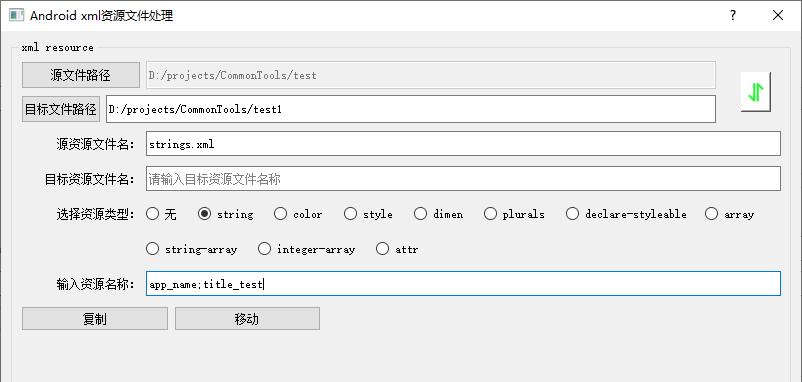 Android xml资源文件处理
xml resource
源文件路径 D:/projects/CommonTools/test
目标文件路径 D:/projects/CommonTools/test1
源资源文件名： strings.xml
目标资源文件名： 请输入目标资源文件名称
选择资源类型： 无 string color style dimen plurals declare-styleable array
string-array integer-array attr
输入资源名称： app_name;title_test
复制 移动